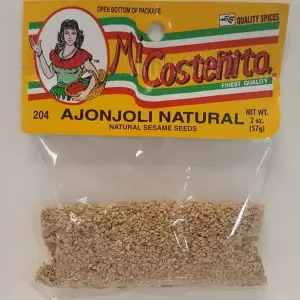 OPEN BOTTOM OF PACKAGE
QUALITY SPICES
Mi Costeñito
FINEST QUALITY
204 AJONJOLI NATURAL
NATURAL SESAME SEEDS
NET WT.
2 oz.
(57g)